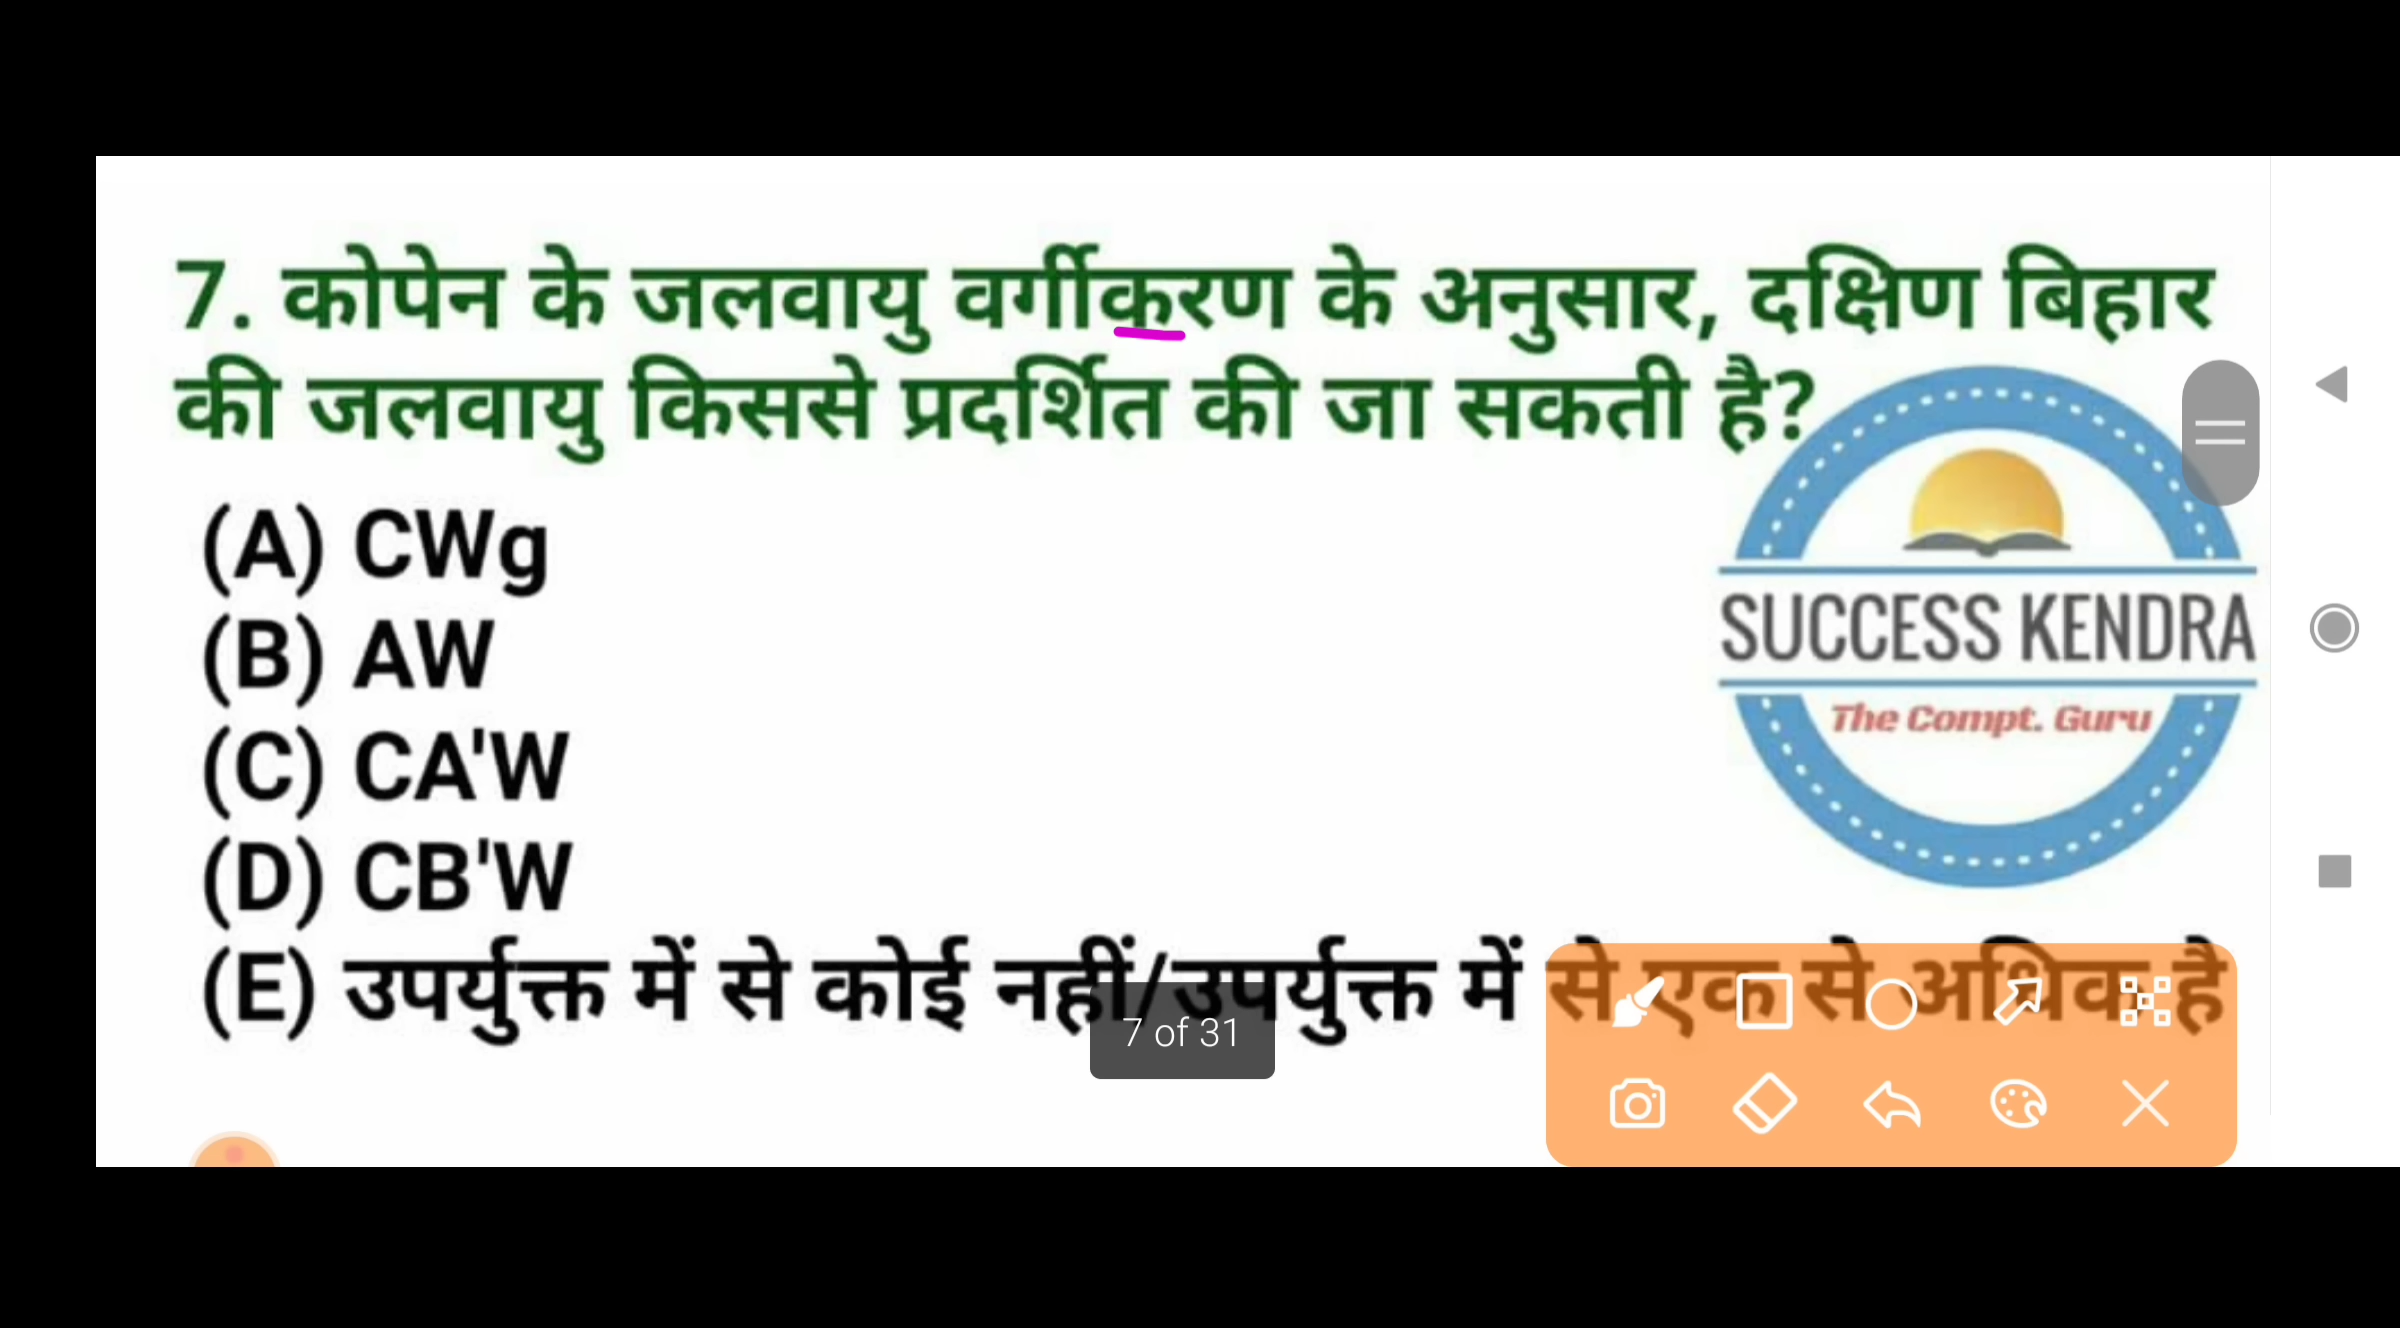 7. कोपेन के जलवायु वर्गीकरण के अनुसार, दक्षिण बिहार
की जलवायु किससे प्रदर्शित की जा सकती है?
(A) CWg
(B) AW
(C) CA'W
(D) CB'W
(E) उपर्युक्त में से कोई नहीं/उपर्युक्त में से एक से अधिक है
SUCCESS KENDRA
The Compt. Guru
7 of 31